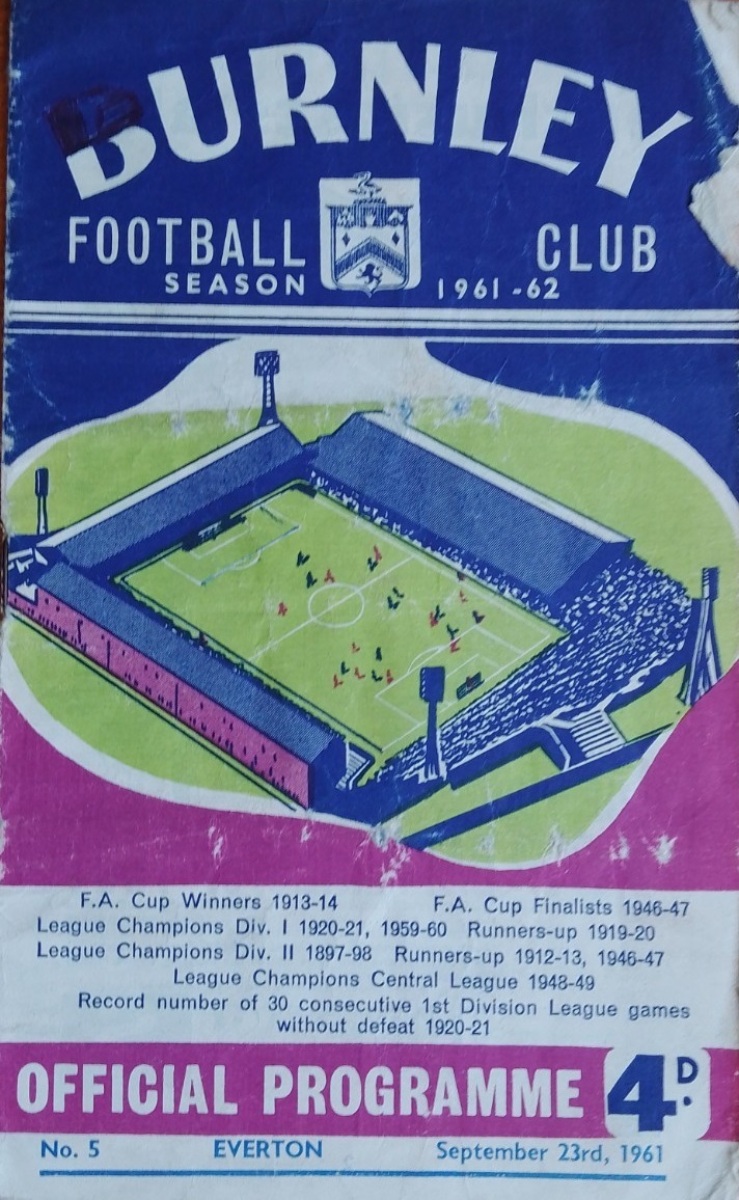 BURNLEY
FOOTBALL CLUB
SEASON 1961-62
F.A. Cup Winners 1913-14 F.A. Cup Finalists 1946-47
League Champions Div. I 1920-21, 1959-60 Runners-up 1919-20
League Champions Div. II 1897-98 Runners-up 1912-13, 1946-47
League Champions Central League 1948-49
Record number of 30 consecutive 1st Division League games
without defeat 1920-21
OFFICIAL PROGRAMME 4D.
No. 5 EVERTON September 23rd, 1961